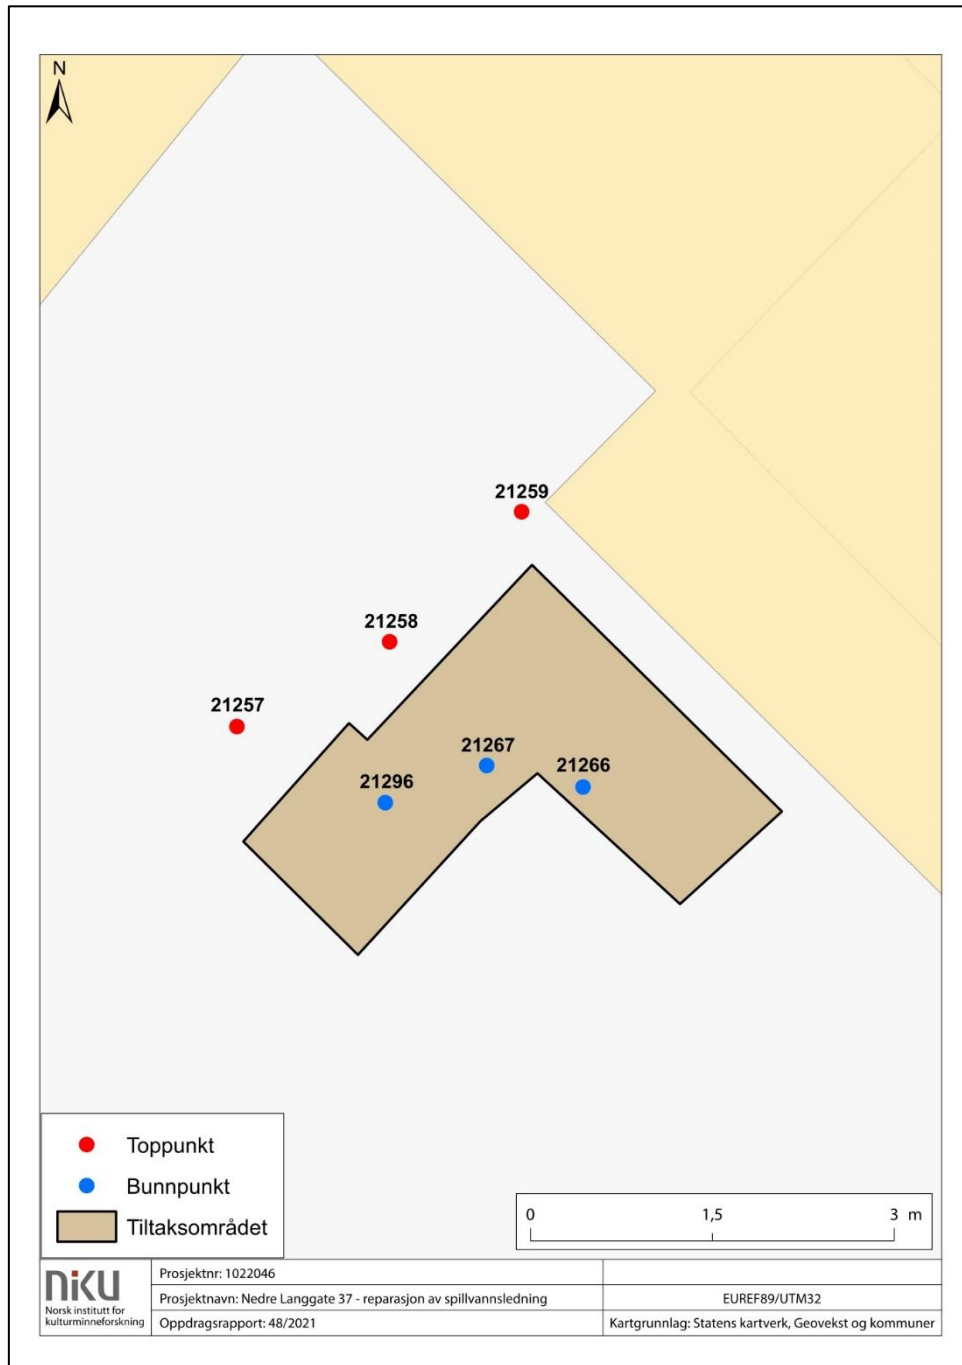 N
21259
21258
21257
21267
21266
21296
Toppunkt
Bunnpunkt
Tiltaksområdet
0 1,5 3 m
niku
Norsk institutt for
kulturminneforskning
Prosjektnr: 1022046
Prosjektnavn: Nedre Langgate 37 - reparasjon av spillvannsledning
EUREF89/UTM32
Oppdragsrapport: 48/2021
Kartgrunnlag: Statens kartverk, Geovekst og kommuner